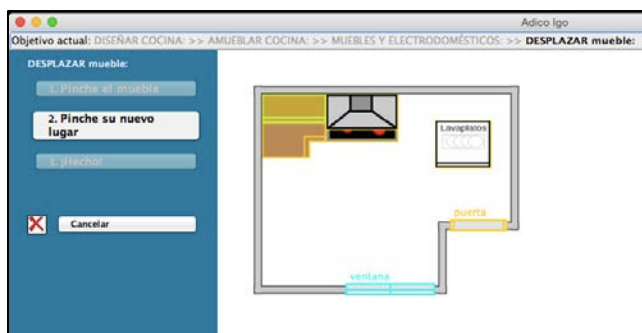 Adico Igo
Objetivo actual: DISEÑAR COCINA: >> AMUEBLAR COCINA: >> MUEBLES Y ELECTRODOMÉSTICOS: >> DESPLAZAR mueble:
DESPLAZAR mueble:
1. Pinche el mueble
2. Pinche su nuevo
lugar
3. ¡Hecho!
Cancelar
Lavaplatos
puerta
ventana